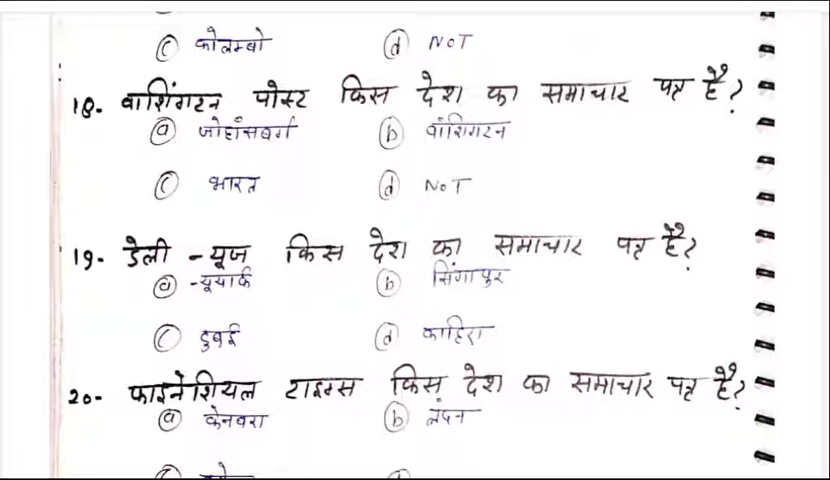 (c) कोलम्बो (d) NOT
18. वाशिंगटन पोस्ट किस देश का समाचार पत्र है?
(a) जोहांसबर्ग (b) वांशिगटन
(c) भारत (d) NOT
19. डेली न्यूज किस देश का समाचार पत्र है?
(a) न्यूयार्क (b) सिंगापुर
(c) दुबई (d) काहिरा
20- फाइनेंशियल टाइम्स किस देश का समाचार पत्र है?
(a) केनबरा (b) लंदन